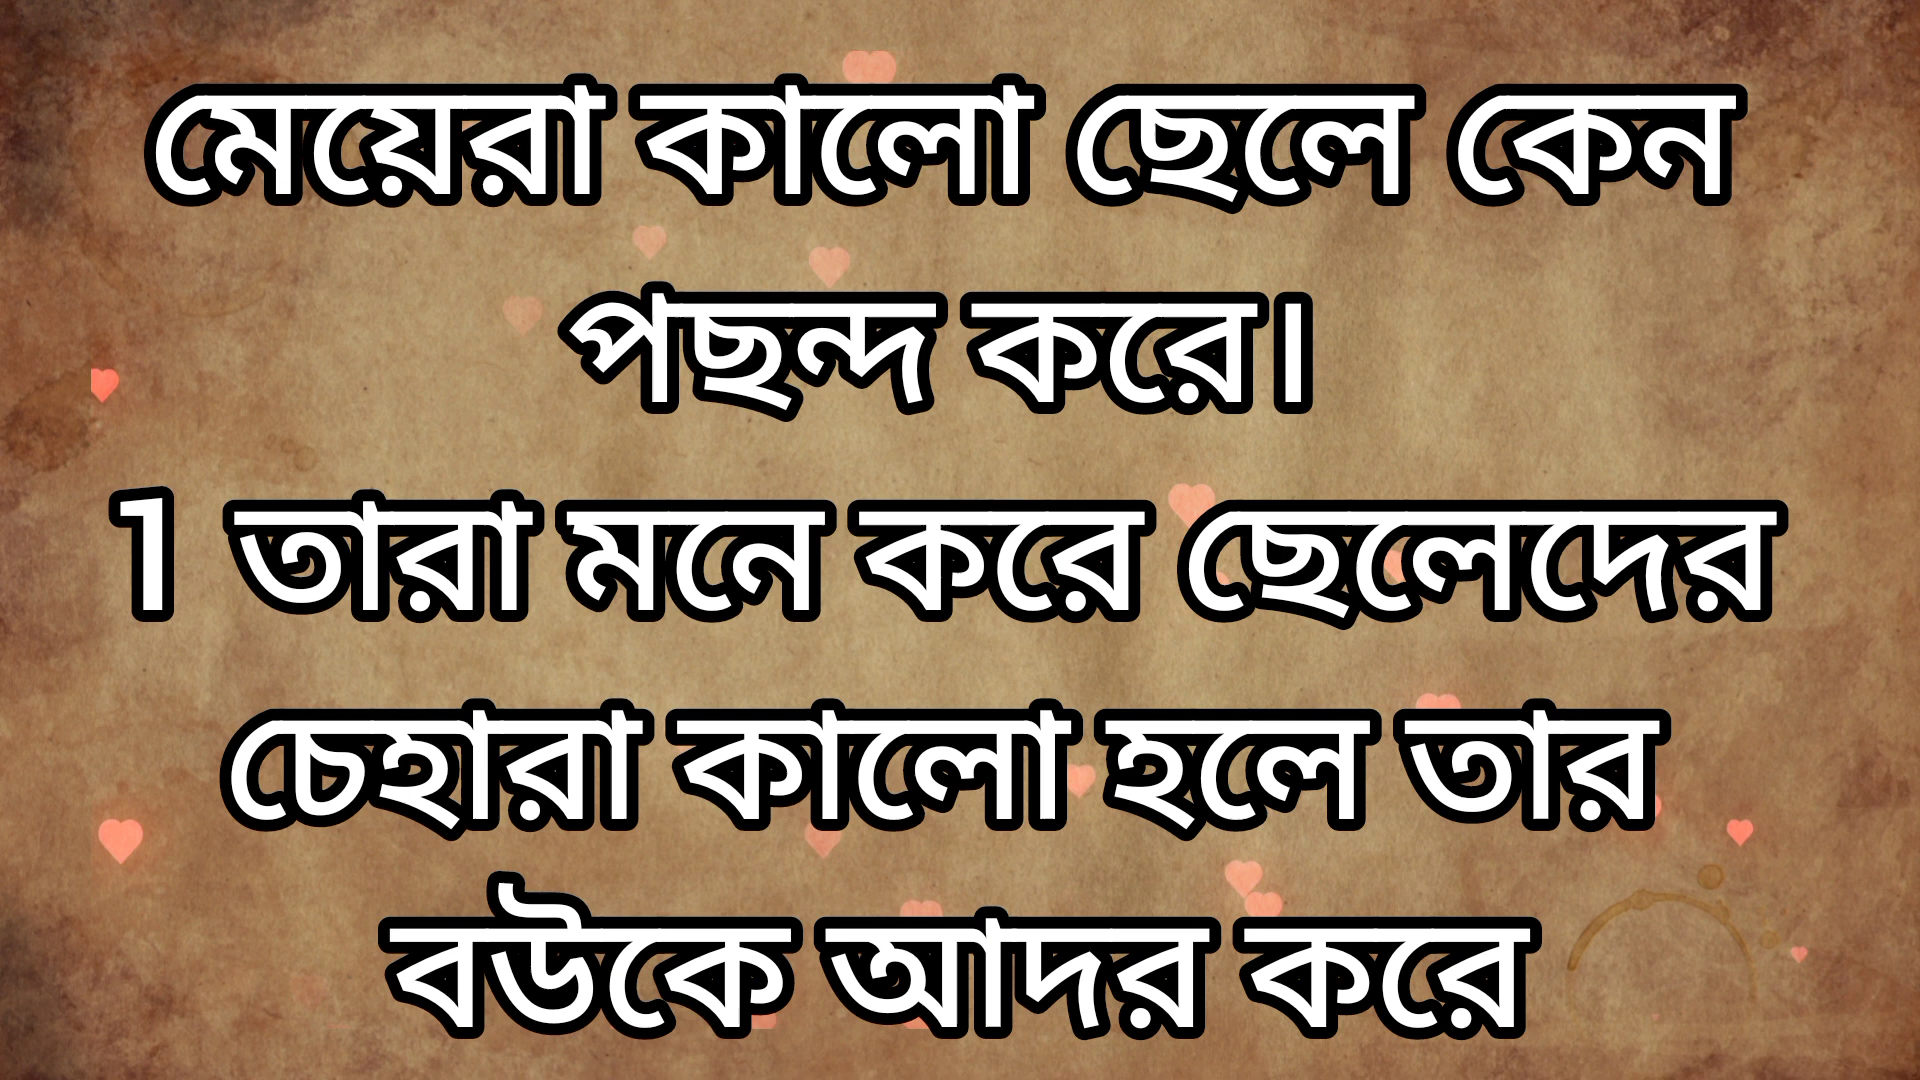 মেয়েরা কালো ছেলে কেন
পছন্দ করে।
1 তারা মনে করে ছেলেদের
চেহারা কালো হলে তার
বউকে আদর করে